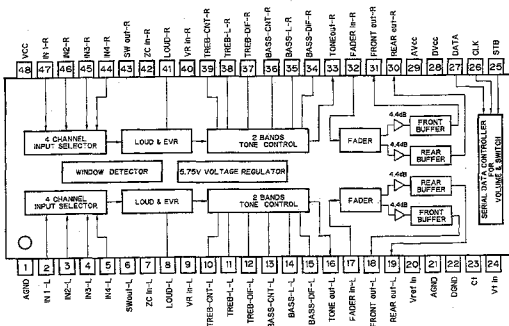 VCC
IN 1-R
IN2-R
IN3-R
IN4-R
SW out-R
ZC in-R
LOUD-R
VR in-R
TREB-CNT-R
TREB-L-R
TREB-DIF-R
BASS-CNT-R
BASS-L-R
BASS-DIF-R
TONEout-R
FADER in-R
FRONT out-R
REAR out-R
AVcc
DVcc
DATA
CLK
STB
48 47 46 45 44 43 42 41 40 39 38 37 36 35 34 33 32 31 30 29 28 27 26 25
4 CHANNEL
INPUT SELECTOR
LOUD & EVR
2 BANDS
TONE CONTROL
FADER
4.4dB
FRONT
BUFFER
4.4dB
REAR
BUFFER
WINDOW DETECTOR
5.75V VOLTAGE REGULATOR
4 CHANNEL
INPUT SELECTOR
LOUD & EVR
2 BANDS
TONE CONTROL
FADER
4.4dB
REAR
BUFFER
4.4dB
FRONT
BUFFER
SERIAL DATA CONTROLLER
FOR
VOLUME & SWITCH
1 2 3 4 5 6 7 8 9 10 11 12 13 14 15 16 17 18 19 20 21 22 23 24
AGND
IN 1-L
IN2-L
IN3-L
IN4-L
SWout-L
ZC in-L
LOUD-L
VR in-L
TREB-CNT-L
TREB-L-L
TREB-DIF-L
BASS-CNT-L
BASS-L-L
BASS-DIF-L
TONE out-L
FADER in-L
FRONT out-L
REAR out-L
Vref in
AGND
DGND
C1
V1 in